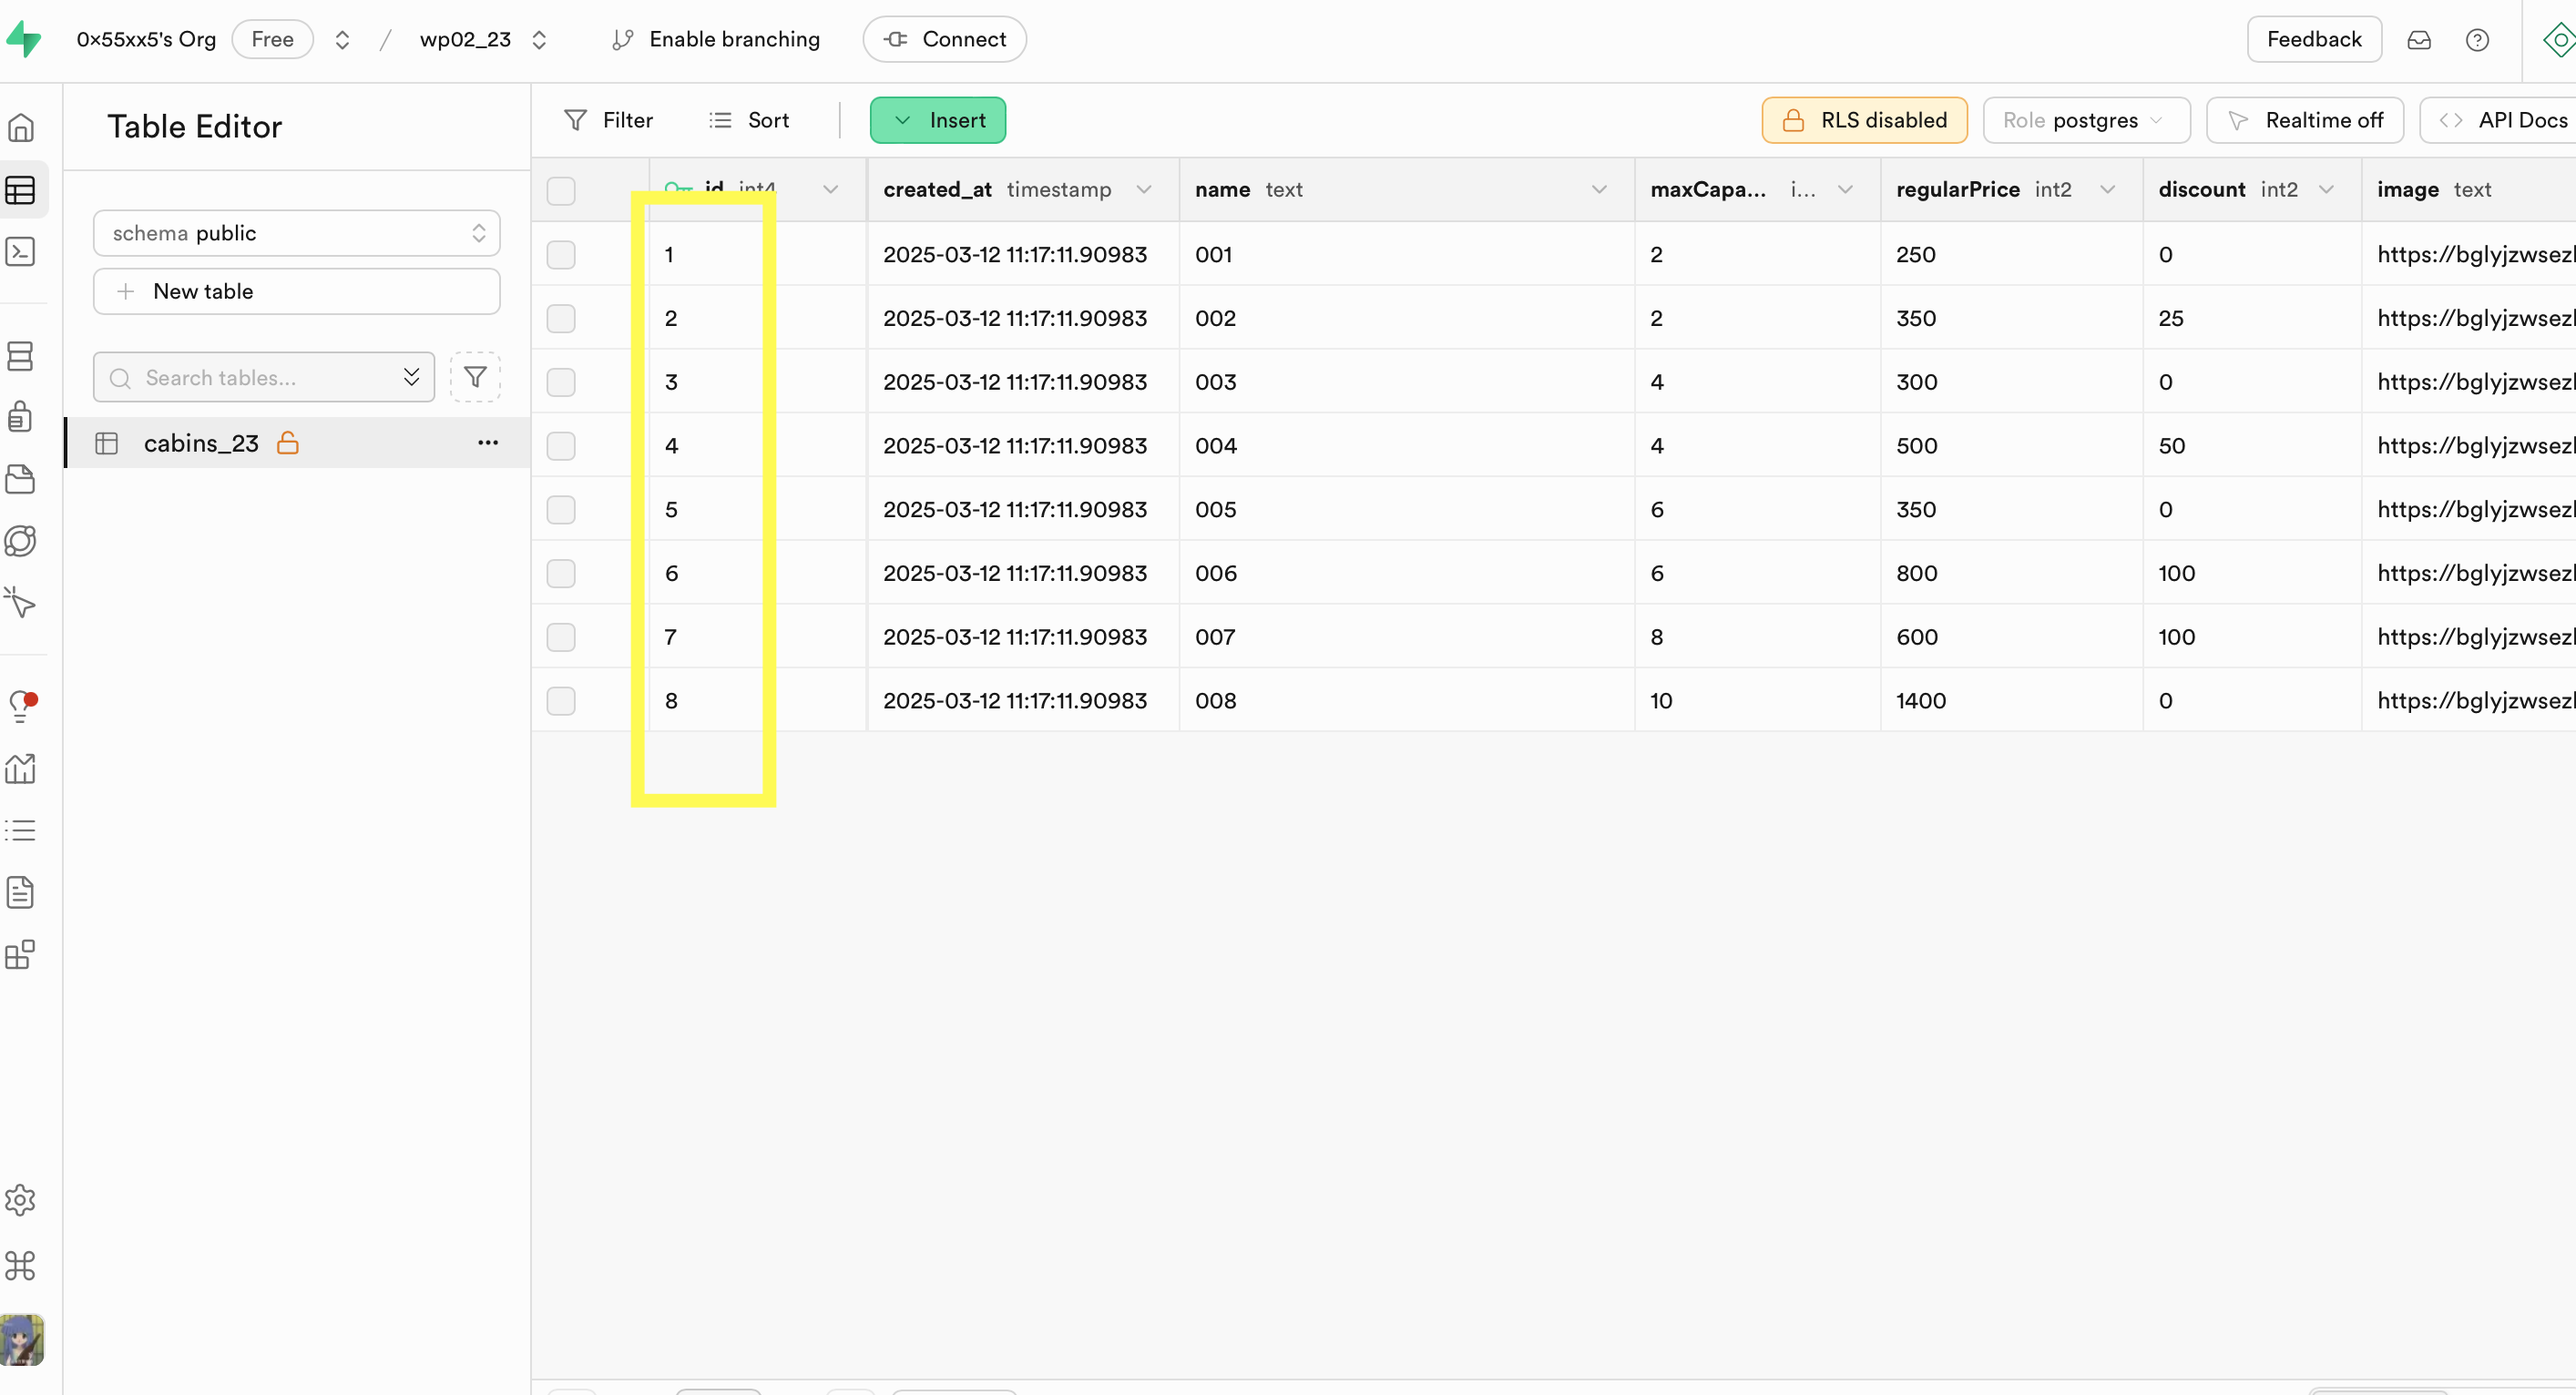 0x55xx5's Org Free / wp02_23 Enable branching Connect Feedback
Table Editor
Filter Sort Insert RLS disabled Role postgres Realtime off API Docs
schema public
New table
Search tables...
cabins_23
id int4 created_at timestamp name text maxCapa... i... regularPrice int2 discount int2 image text
1 2025-03-12 11:17:11.90983 001 2 250 0 https://bglyjzwsezl
2 2025-03-12 11:17:11.90983 002 2 350 25 https://bglyjzwsezl
3 2025-03-12 11:17:11.90983 003 4 300 0 https://bglyjzwsezl
4 2025-03-12 11:17:11.90983 004 4 500 50 https://bglyjzwsezl
5 2025-03-12 11:17:11.90983 005 6 350 0 https://bglyjzwsezl
6 2025-03-12 11:17:11.90983 006 6 800 100 https://bglyjzwsezl
7 2025-03-12 11:17:11.90983 007 8 600 100 https://bglyjzwsezl
8 2025-03-12 11:17:11.90983 008 10 1400 0 https://bglyjzwsezl